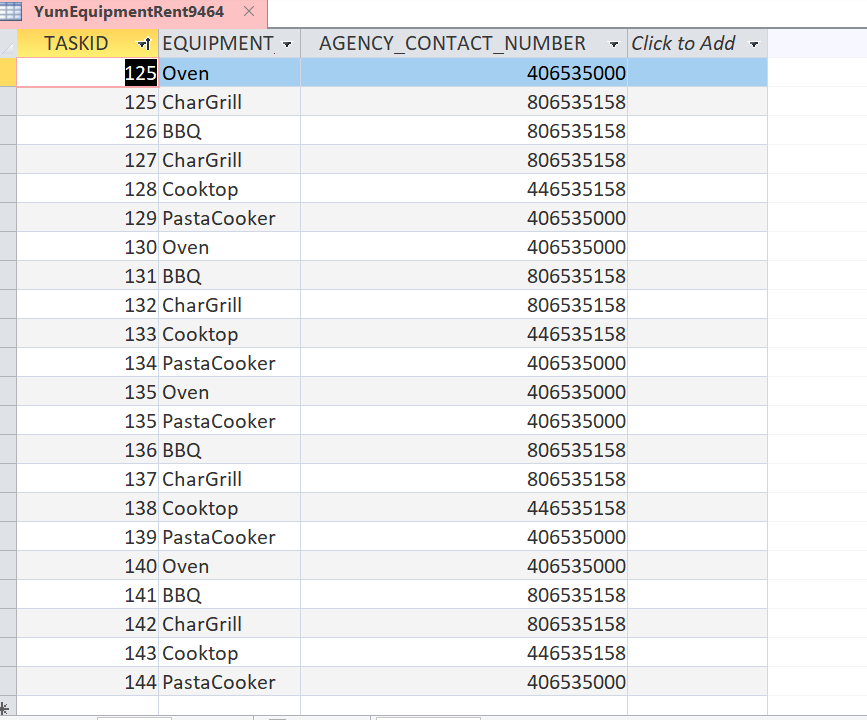 YumEquipmentRent9464
TASKID EQUIPMENT_ AGENCY_CONTACT_NUMBER Click to Add
125 Oven 406535000
125 CharGrill 806535158
126 BBQ 806535158
127 CharGrill 806535158
128 Cooktop 446535158
129 PastaCooker 406535000
130 Oven 406535000
131 BBQ 806535158
132 CharGrill 806535158
133 Cooktop 446535158
134 PastaCooker 406535000
135 Oven 406535000
135 PastaCooker 406535000
136 BBQ 806535158
137 CharGrill 806535158
138 Cooktop 446535158
139 PastaCooker 406535000
140 Oven 406535000
141 BBQ 806535158
142 CharGrill 806535158
143 Cooktop 446535158
144 PastaCooker 406535000